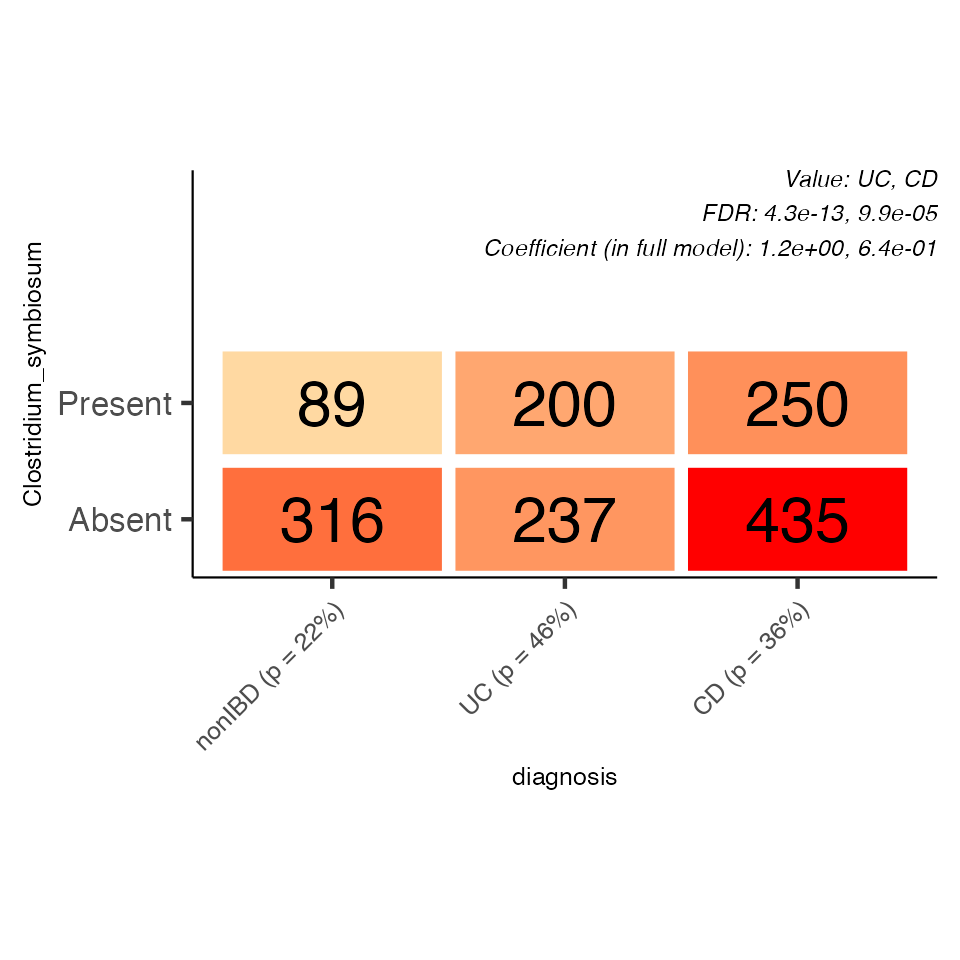 Value: UC, CD
FDR: 4.3e-13, 9.9e-05
Coefficient (in full model): 1.2e+00, 6.4e-01
Clostridium_symbiosum
Present 89 200 250
Absent 316 237 435
nonIBD (p = 22%) UC (p = 46%) CD (p = 36%)
diagnosis